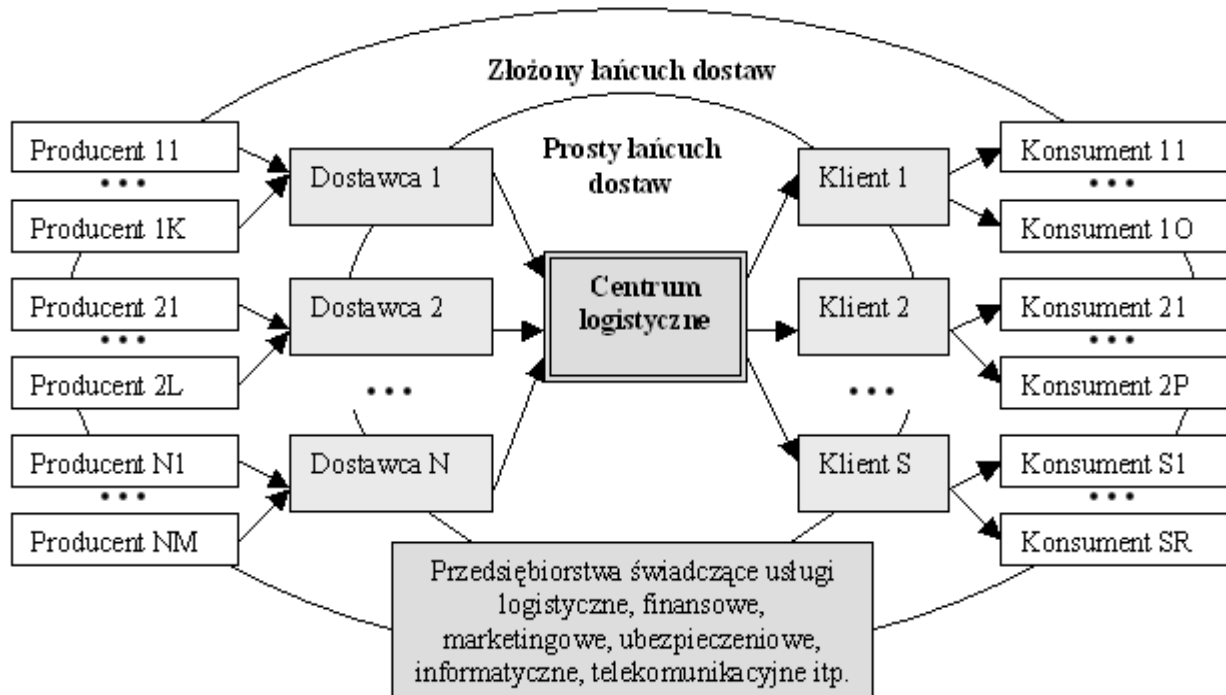 Złożony łańcuch dostaw
Prosty łańcuch
dostaw
Producent 11
• • •
Producent 1K
Producent 21
• • •
Producent 2L
Producent N1
• • •
Producent NM
Dostawca 1
Dostawca 2
• • •
Dostawca N
Centrum
logistyczne
Klient 1
Klient 2
• • •
Klient S
Konsument 11
• • •
Konsument 1O
Konsument 21
• • •
Konsument 2P
Konsument S1
• • •
Konsument SR
Przedsiębiorstwa świadczące usługi
logistyczne, finansowe,
marketingowe, ubezpieczeniowe,
informatyczne, telekomunikacyjne itp.